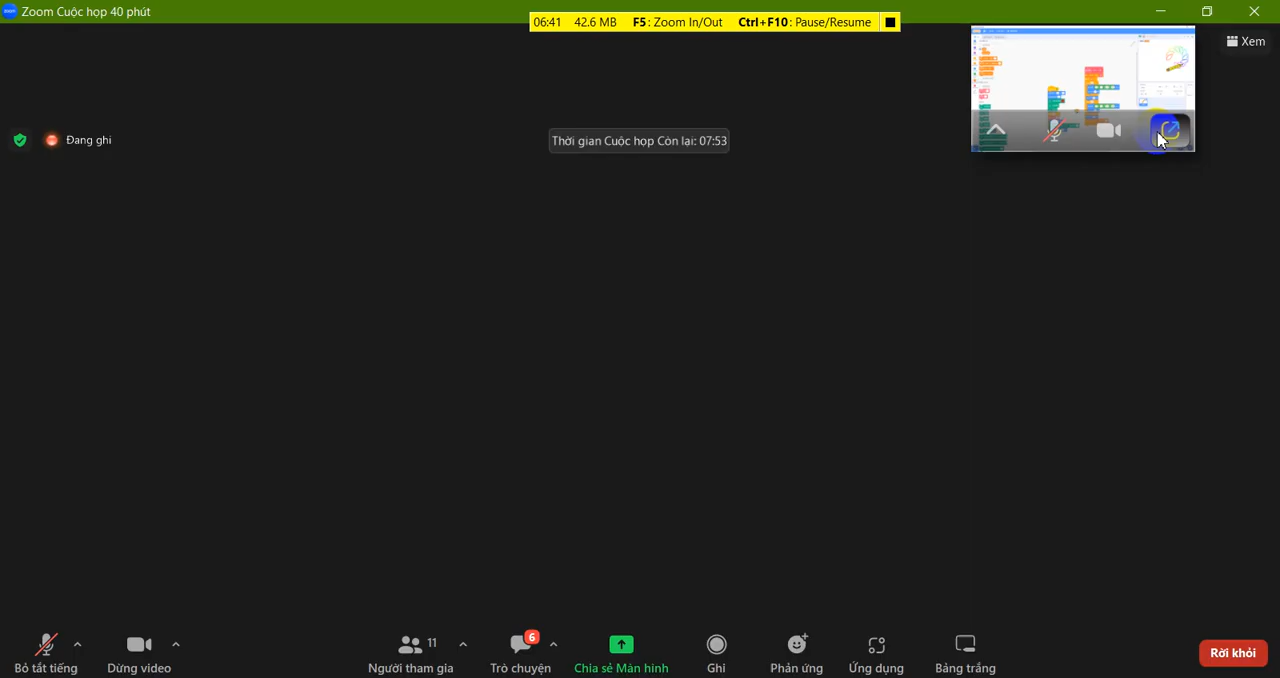 zoom Zoom Cuộc họp 40 phút
06:41 42.6 MB F5: Zoom In/Out Ctrl+F10: Pause/Resume
Xem
Đang ghi
Thời gian Cuộc họp Còn lại: 07:53
11
6
Bỏ tắt tiếng
Dừng video
Người tham gia
Trò chuyện
Chia sẻ Màn hình
Ghi
Phản ứng
Ứng dụng
Bảng trắng
Rời khỏi